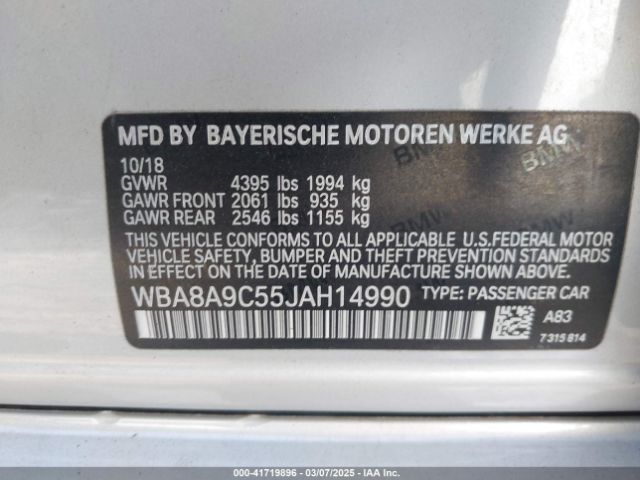 MFD BY BAYERISCHE MOTOREN WERKE AG
10/18
GVWR 4395 lbs 1994 kg
GAWR FRONT 2061 lbs 935 kg
GAWR REAR 2546 lbs 1155 kg
THIS VEHICLE CONFORMS TO ALL APPLICABLE U.S.FEDERAL MOTOR
VEHICLE SAFETY, BUMPER AND THEFT PREVENTION STANDARDS IN
EFFECT ON THE DATE OF MANUFACTURE SHOWN ABOVE.
WBA8A9C55JAH14990 TYPE: PASSENGER CAR
A83
7 315 814
000-41719896 | 03/07/2025 - IAA Inc.